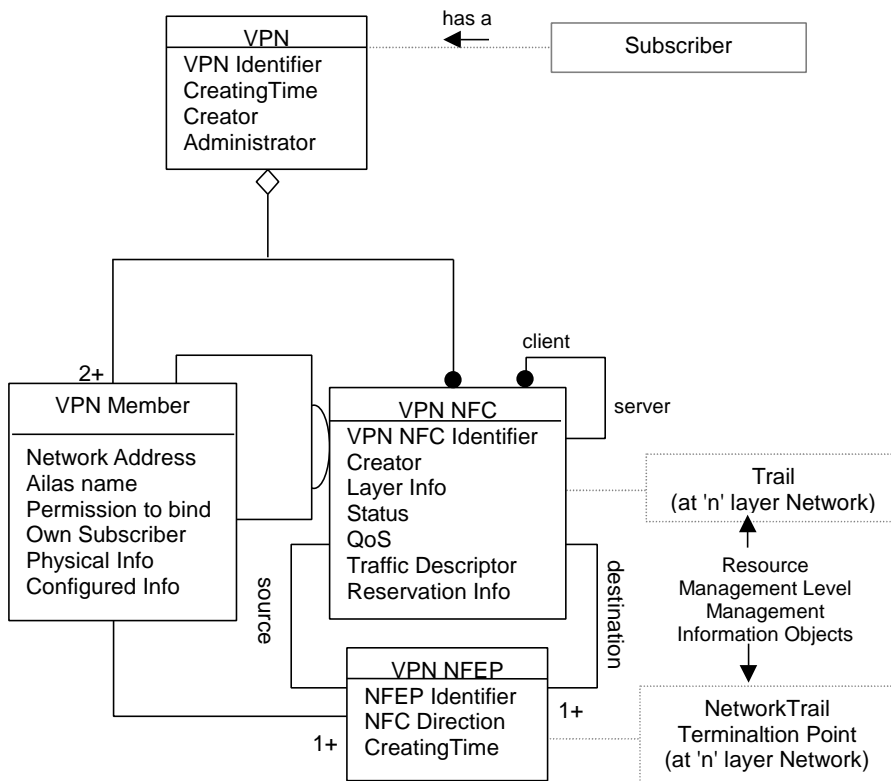 VPN
VPN Identifier
CreatingTime
Creator
Administrator
has a
Subscriber
2+
VPN Member
Network Address
Ailas name
Permission to bind
Own Subscriber
Physical Info
Configured Info
client
server
VPN NFC
VPN NFC Identifier
Creator
Layer Info
Status
QoS
Traffic Descriptor
Reservation Info
source
destination
Trail
(at 'n' layer Network)
Resource
Management Level
Management
Information Objects
VPN NFEP
NFEP Identifier
NFC Direction
CreatingTime
1+
1+
NetworkTrail
Terminaltion Point
(at 'n' layer Network)